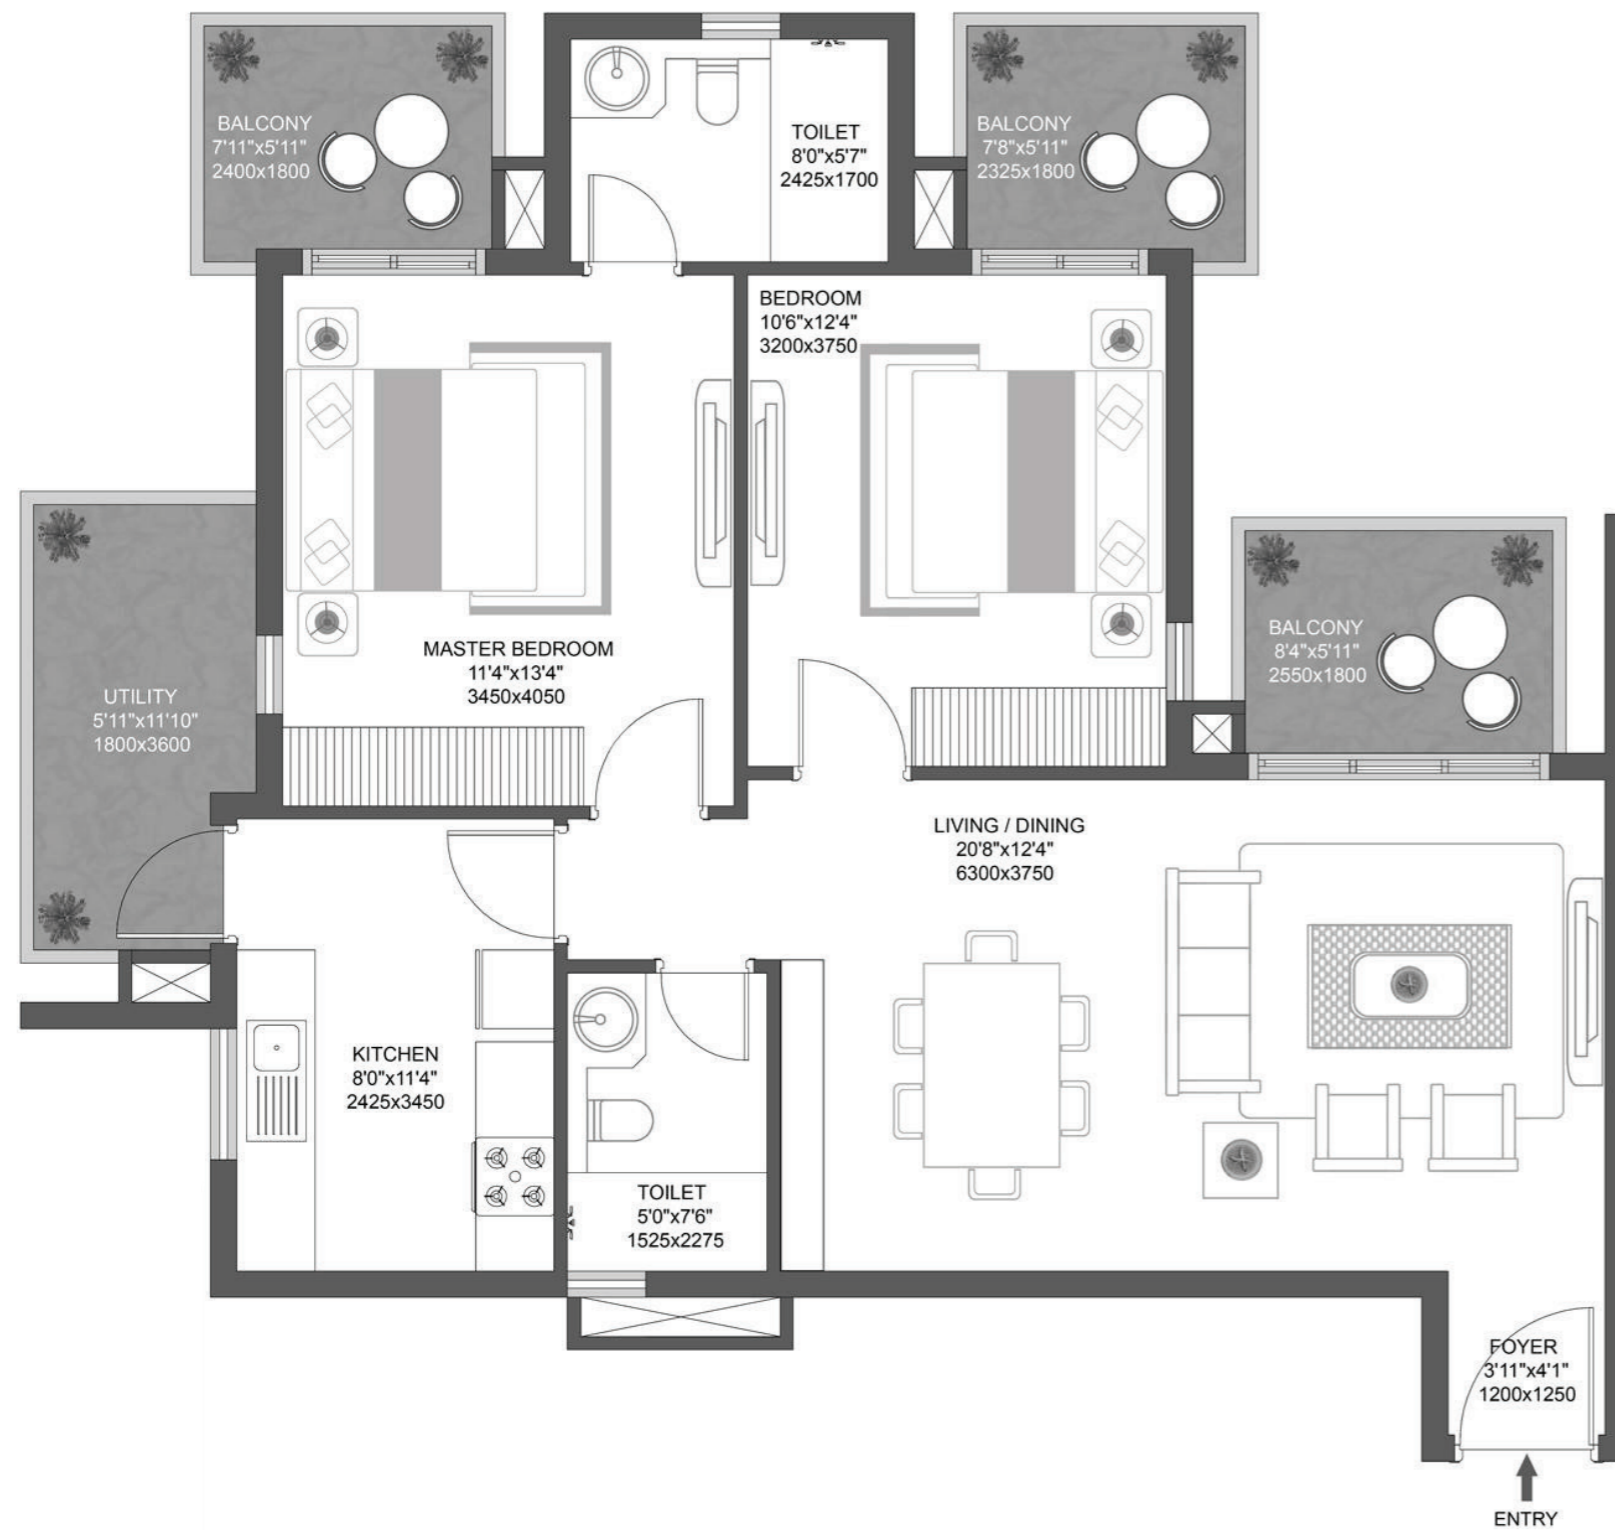 BALCONY
7'11"x5'11"
2400x1800
TOILET
8'0"x5'7"
2425x1700
BALCONY
7'8"x5'11"
2325x1800
BEDROOM
10'6"x12'4"
3200x3750
MASTER BEDROOM
11'4"x13'4"
3450x4050
BALCONY
8'4"x5'11"
2550x1800
UTILITY
5'11"x11'10"
1800x3600
LIVING / DINING
20'8"x12'4"
6300x3750
KITCHEN
8'0"x11'4"
2425x3450
TOILET
5'0"x7'6"
1525x2275
FOYER
3'11"x4'1"
1200x1250
ENTRY